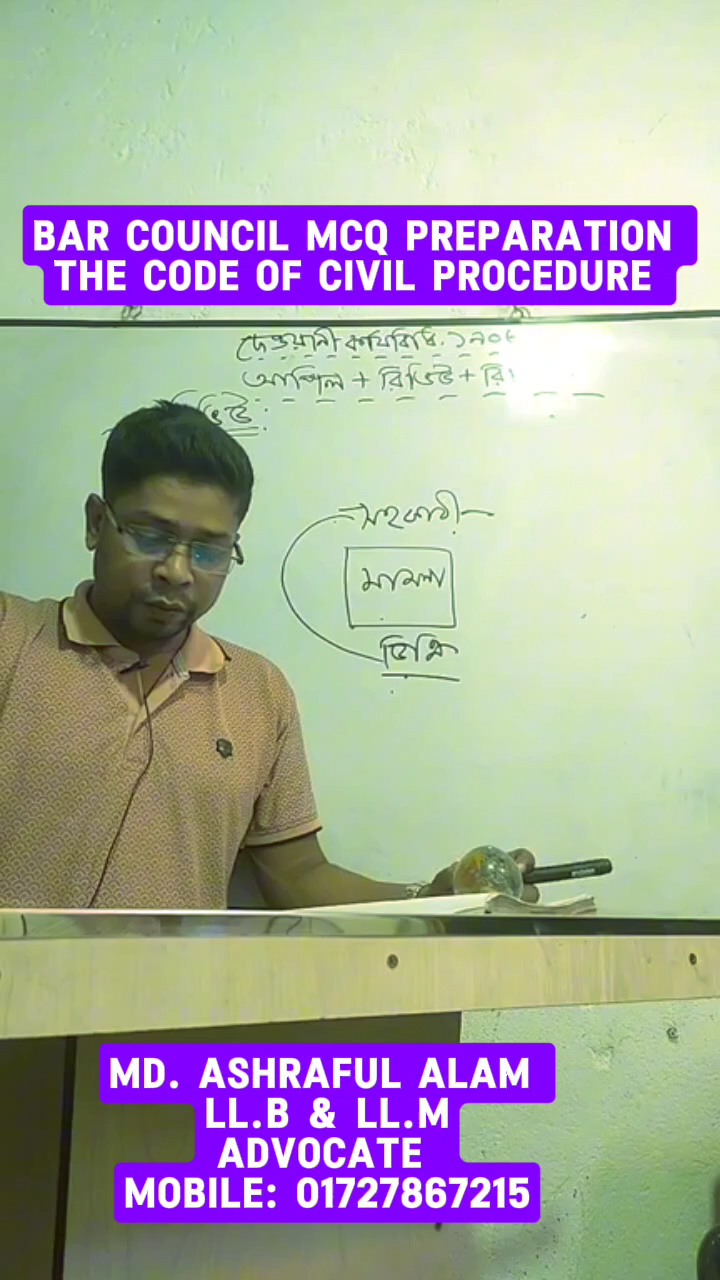 BAR COUNCIL MCQ PREPARATION
THE CODE OF CIVIL PROCEDURE
দেওয়ানী কার্যবিধি, ১৯০৮
আপিল + রিভিউ +
সহকারী
মামলা
ডিক্রি
MD. ASHRAFUL ALAM
LL.B & LL.M
ADVOCATE
MOBILE: 01727867215